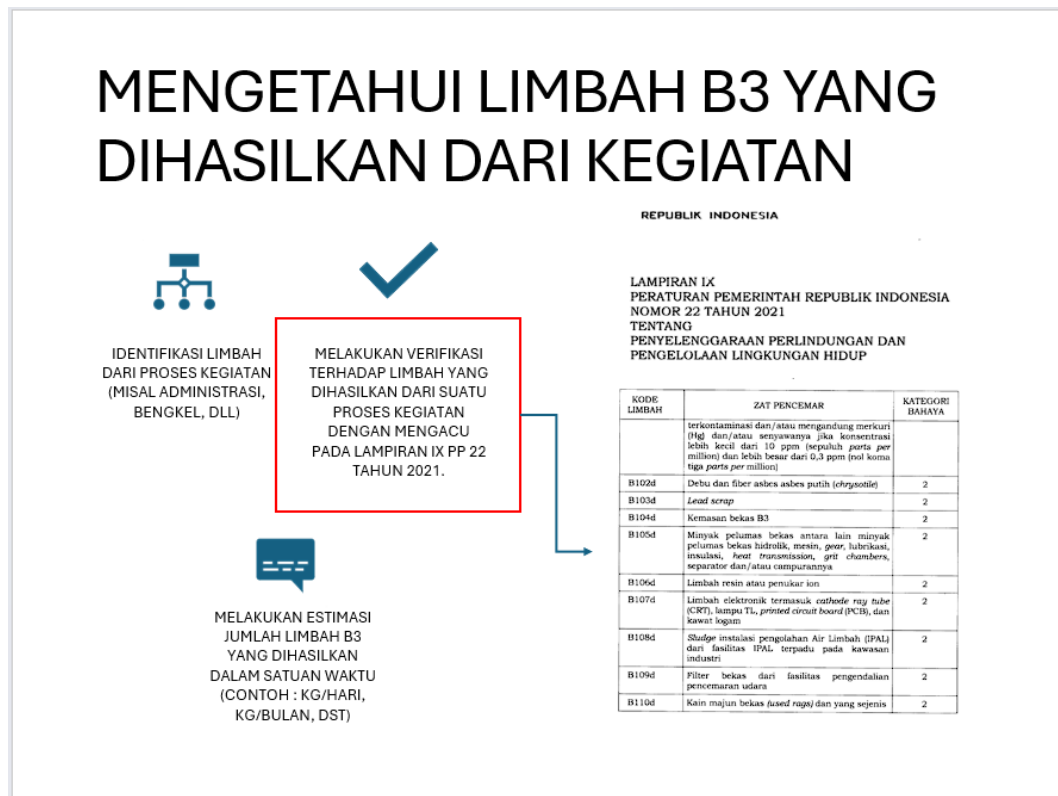 MENGETAHUI LIMBAH B3 YANG
DIHASILKAN DARI KEGIATAN
IDENTIFIKASI LIMBAH
DARI PROSES KEGIATAN
(MISAL ADMINISTRASI,
BENGKEL, DLL)
MELAKUKAN VERIFIKASI
TERHADAP LIMBAH YANG
DIHASILKAN DARI SUATU
PROSES KEGIATAN
DENGAN MENGACU
PADA LAMPIRAN IX PP 22
TAHUN 2021.
MELAKUKAN ESTIMASI
JUMLAH LIMBAH B3
YANG DIHASILKAN
DALAM SATUAN WAKTU
(CONTOH : KG/HARI,
KG/BULAN, DST)
REPUBLIK INDONESIA
LAMPIRAN IX
PERATURAN PEMERINTAH REPUBLIK INDONESIA
NOMOR 22 TAHUN 2021
TENTANG
PENYELENGGARAAN PERLINDUNGAN DAN
PENGELOLAAN LINGKUNGAN HIDUP
KODE LIMBAH ZAT PENCEMAR KATEGORI BAHAYA
terkontaminasi dan/atau mengandung merkuri
(Hg) dan/atau senyawanya jika konsentrasi
lebih kecil dari 10 ppm (sepuluh parts per
million) dan lebih besar dari 0,3 ppm (nol koma
tiga parts per million)
B102d Debu dan fiber asbes asbes putih (chrysotile) 2
B103d Lead scrap 2
B104d Kemasan bekas B3 2
B105d Minyak pelumas bekas antara lain minyak 2
pelumas bekas hidrolik, mesin, gear, lubrikasi,
insulasi, heat transmission, grit chambers,
separator dan/atau campurannya
B106d Limbah resin atau penukar ion 2
B107d Limbah elektronik termasuk cathode ray tube 2
(CRT), lampu TL, printed circuit board (PCB), dan
kawat logam
B108d Sludge instalasi pengolahan Air Limbah (IPAL) 2
dari fasilitas IPAL terpadu pada kawasan
industri
B109d Filter bekas dari fasilitas pengendalian 2
pencemaran udara
B110d Kain majun bekas (used rags) dan yang sejenis 2